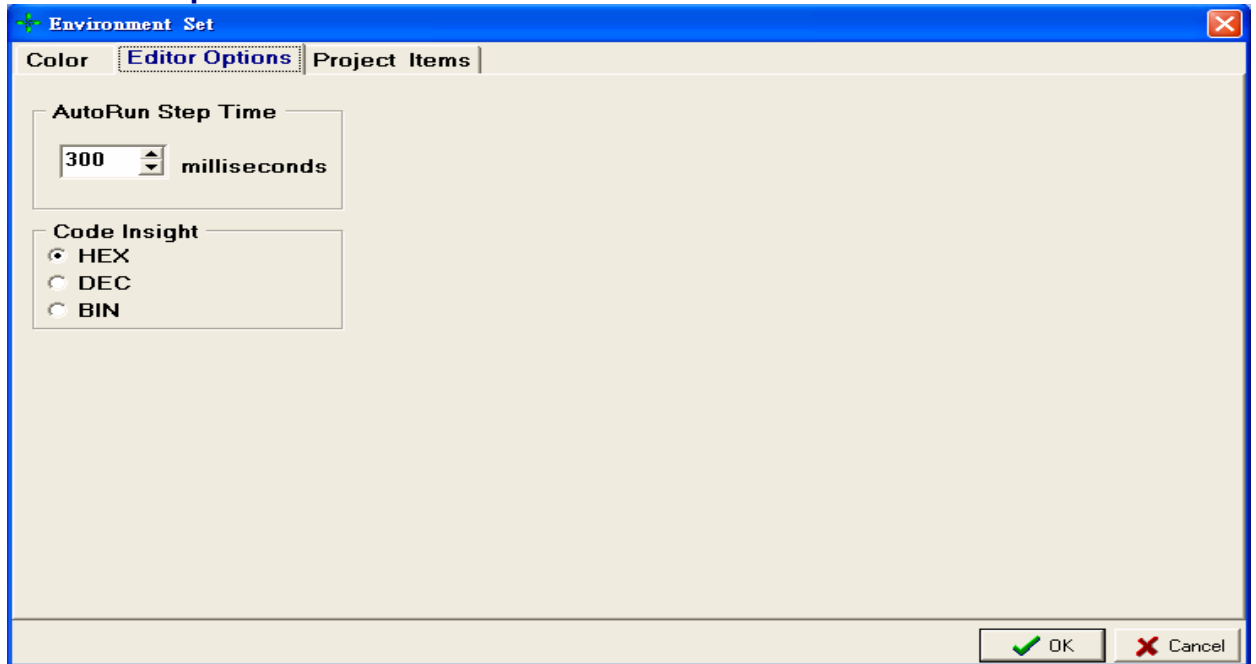 Environment Set
Color Editor Options Project Items
AutoRun Step Time
300 milliseconds
Code Insight
HEX
DEC
BIN
OK Cancel